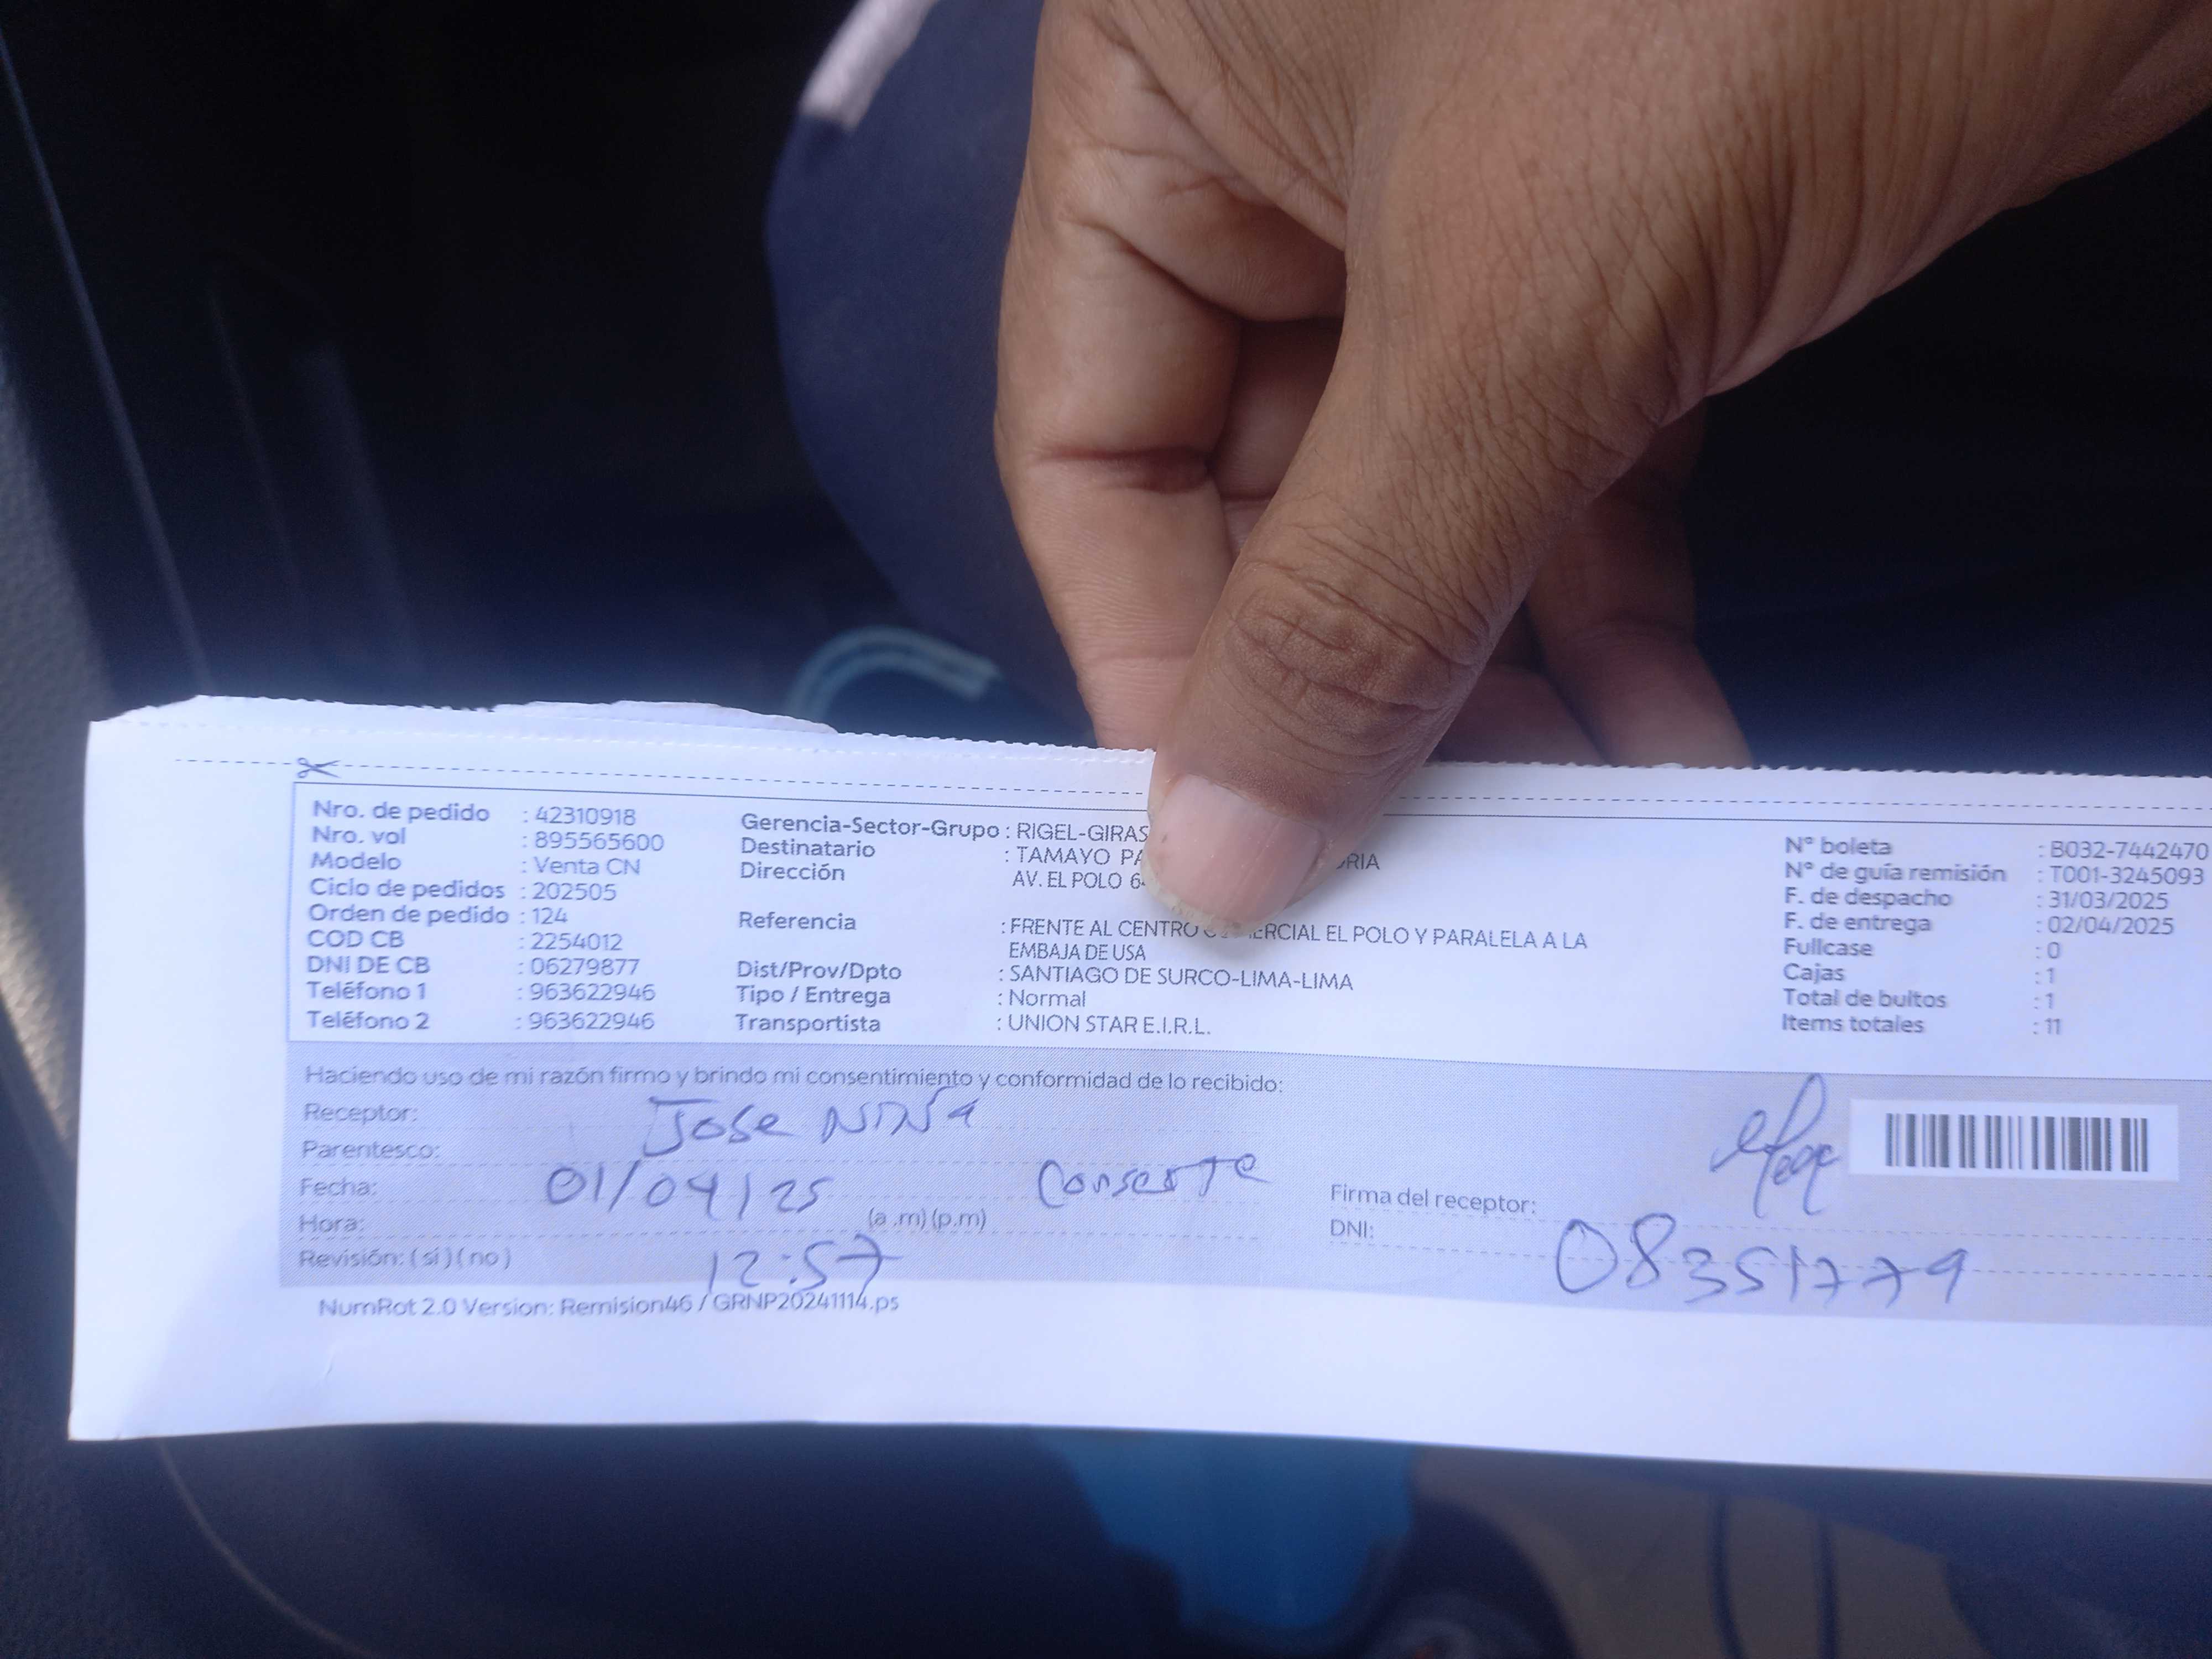 Nro. de pedido : 42310918
Nro. vol : 895565600
Modelo : Venta CN
Ciclo de pedidos : 202505
Orden de pedido : 124
COD CB : 2254012
DNI DE CB : 06279877
Teléfono 1 : 963622946
Teléfono 2 : 963622946
Gerencia-Sector-Grupo : RIGEL-GIRAS
Destinatario : TAMAYO PA RIA
Dirección AV. EL POLO 6
Referencia : FRENTE AL CENTRO ERCIAL EL POLO Y PARALELA A LA
EMBAJA DE USA
Dist/Prov/Dpto : SANTIAGO DE SURCO-LIMA-LIMA
Tipo / Entrega : Normal
Transportista : UNION STAR E.I.R.L.
N° boleta : B032-7442470
N° de guía remisión : T001-3245093
F. de despacho : 31/03/2025
F. de entrega : 02/04/2025
Fullcase : 0
Cajas : 1
Total de bultos : 1
Items totales : 11
Haciendo uso de mi razón firmo y brindo mi consentimiento y conformidad de lo recibido:
Receptor: Jose NiÑa
Parentesco:
Fecha: 01/04/25 Conserje
Hora: (a .m) (p.m)
Revisión: ( sí ) ( no ) 12:57
Firma del receptor:
DNI: 08351779
NumRot 2.0 Version: Remision46 / GRNP20241114.ps